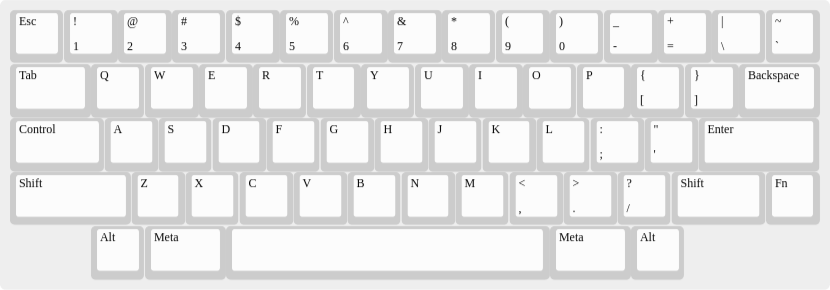 Esc ! @ # $ % ^ & * ( ) _ + | ~
1 2 3 4 5 6 7 8 9 0 - = \ `
Tab Q W E R T Y U I O P { } Backspace
[ ]
Control A S D F G H J K L : " Enter
; '
Shift Z X C V B N M < > ? Shift Fn
, . /
Alt Meta Meta Alt